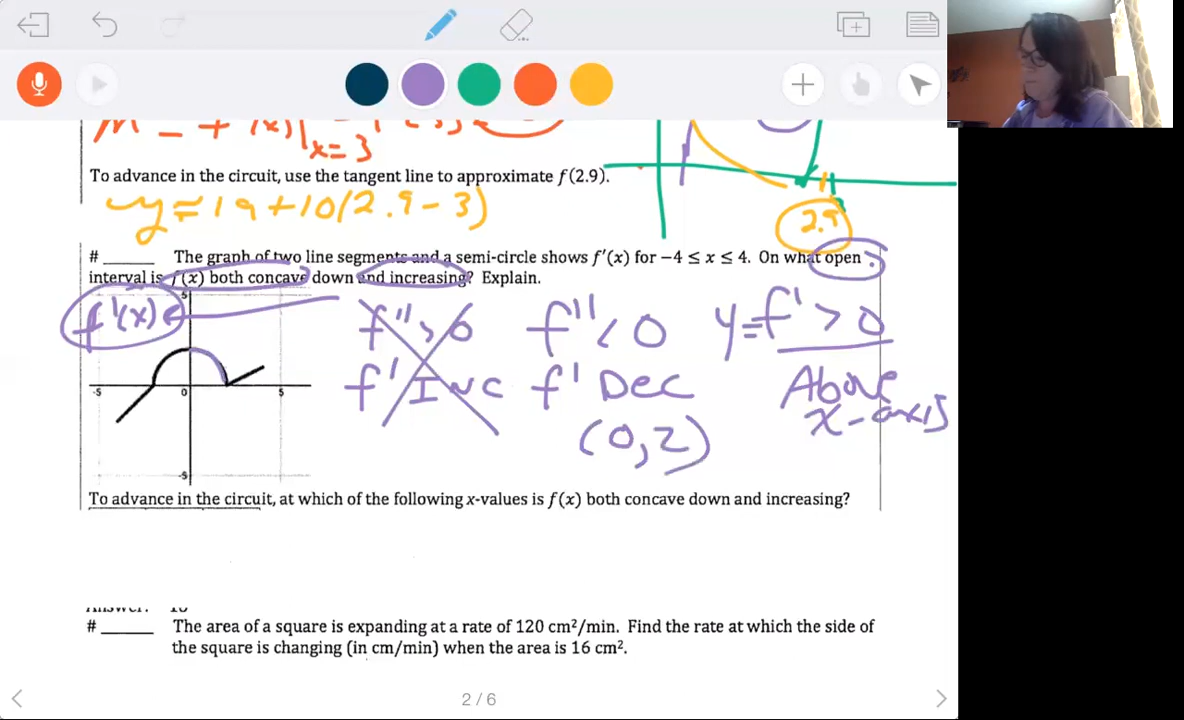 m = f'(x)|x=3
To advance in the circuit, use the tangent line to approximate f(2.9).
y = 19 + 10(2.9 - 3)
2.9
# ______ The graph of two line segments and a semi-circle shows f'(x) for −4 ≤ x ≤ 4. On what open
interval is f(x) both concave down and increasing? Explain.
f'(x)
f'' > 0 f'' < 0 y=f' > 0
f' Inc f' Dec Above
(0,2) x-axis
5
-5 0 5
-5
To advance in the circuit, at which of the following x-values is f(x) both concave down and increasing?
Answer: 10
# ______ The area of a square is expanding at a rate of 120 cm²/min. Find the rate at which the side of
the square is changing (in cm/min) when the area is 16 cm².
2 / 6